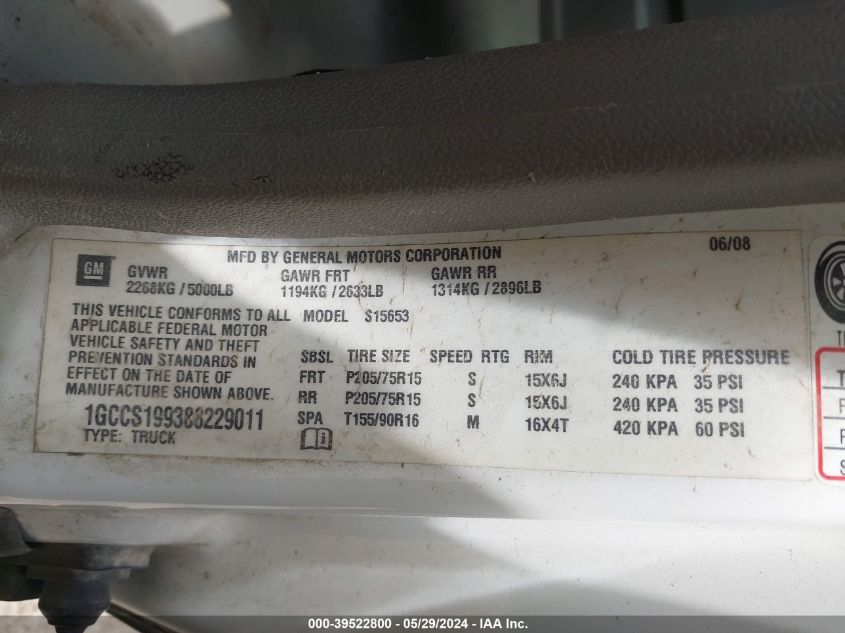 MFD BY GENERAL MOTORS CORPORATION 06/08
GM
GVWR GAWR FRT GAWR RR
2268KG / 5000LB 1194KG / 2633LB 1314KG / 2896LB
THIS VEHICLE CONFORMS TO ALL MODEL S15653
APPLICABLE FEDERAL MOTOR
VEHICLE SAFETY AND THEFT
PREVENTION STANDARDS IN
EFFECT ON THE DATE OF
MANUFACTURE SHOWN ABOVE.
1GCCS199388229011
TYPE: TRUCK
SBSL TIRE SIZE SPEED RTG RIM COLD TIRE PRESSURE
FRT P205/75R15 S 15X6J 240 KPA 35 PSI
RR P205/75R15 S 15X6J 240 KPA 35 PSI
SPA T155/90R16 M 16X4T 420 KPA 60 PSI
000-39522800 - 05/29/2024 - IAA Inc.